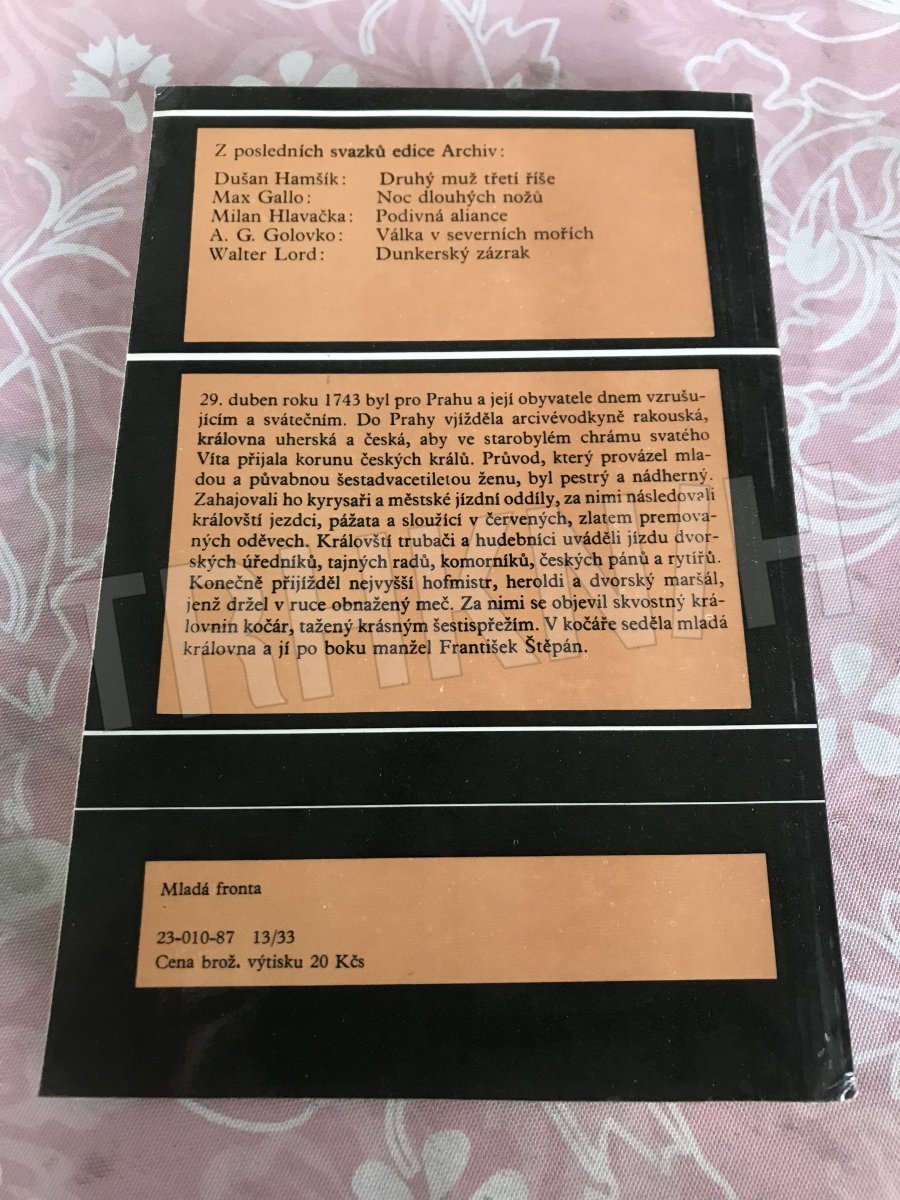 Z posledních svazků edice Archiv:
Dušan Hamšík: Druhý muž třetí říše
Max Gallo: Noc dlouhých nožů
Milan Hlavačka: Podivná aliance
A. G. Golovko: Válka v severních mořích
Walter Lord: Dunkerský zázrak
29. duben roku 1743 byl pro Prahu a její obyvatele dnem vzrušu-
jícím a svátečním. Do Prahy vjížděla arcivévodkyně rakouská,
královna uherská a česká, aby ve starobylém chrámu svatého
Víta přijala korunu českých králů. Průvod, který provázel mla-
dou a půvabnou šestadvacetiletou ženu, byl pestrý a nádherný.
Zahajovali ho kyrysaři a městské jízdní oddíly, za nimi následovali
královští jezdci, pážata a sloužící v červených, zlatem premova-
ných oděvech. Královští trubači a hudebníci uváděli jízdu dvor-
ských úředníků, tajných radů, komorníků, českých pánů a rytířů.
Konečně přijížděl nejvyšší hofmistr, heroldi a dvorský maršál,
jenž držel v ruce obnažený meč. Za nimi se objevil skvostný krá-
lovnin kočár, tažený krásným šestispřežím. V kočáře seděla mladá
královna a jí po boku manžel František Štěpán.
TRHKNIH
Mladá fronta
23-010-87 13/33
Cena brož. výtisku 20 Kčs